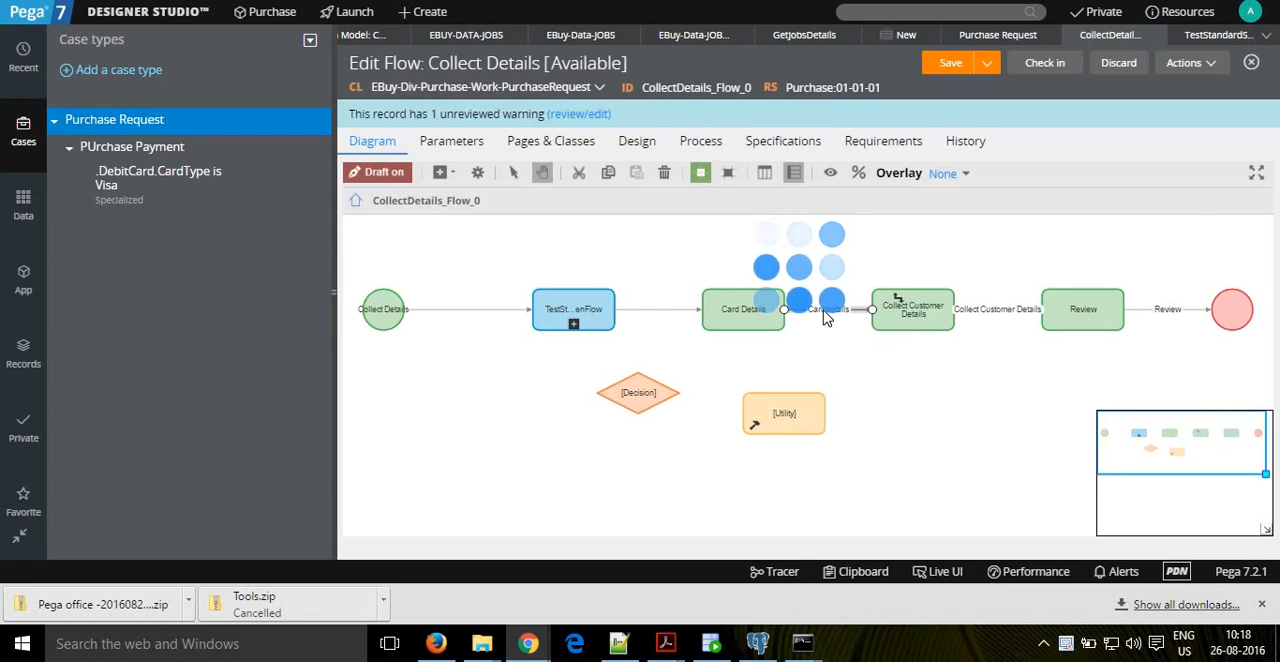 Pega 7 DESIGNER STUDIO™ Purchase Launch Create Private Resources A
Recent
Cases
Data
App
Records
Private
Favorite
Case types
Add a case type
Purchase Request
PUrchase Payment
.DebitCard.CardType is
Visa
Specialized
Model: C... EBUY-DATA-JOBS EBuy-Data-JOBS EBuy-Data-JOB... GetJobsDetails New Purchase Request CollectDetail... TestStandardS...
Edit Flow: Collect Details [Available]
Save Check in Discard Actions
CL EBuy-Div-Purchase-Work-PurchaseRequest ID CollectDetails_Flow_0 RS Purchase:01-01-01
This record has 1 unreviewed warning (review/edit)
Diagram Parameters Pages & Classes Design Process Specifications Requirements History
Draft on Overlay None
CollectDetails_Flow_0
Collect Details
TestSt...enFlow
Card Details
Collect Customer
Details
Collect Customer Details
Review
Review
[Decision]
[Utility]
Tracer Clipboard Live UI Performance Alerts PDN Pega 7.2.1
Pega office -2016082....zip
Tools.zip
Cancelled
Show all downloads...
Search the web and Windows
ENG
US
10:18
26-08-2016